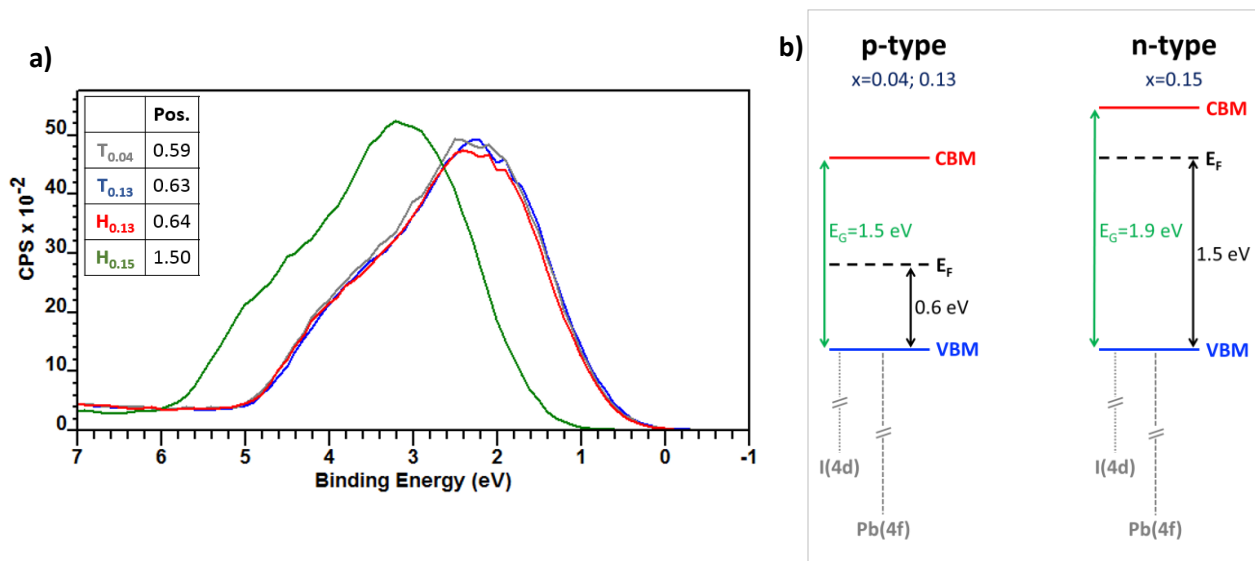 a)
Pos.
T0.04 0.59
T0.13 0.63
H0.13 0.64
H0.15 1.50
50
40
30
20
10
0
CPS x 10-2
7 6 5 4 3 2 1 0 -1
Binding Energy (eV)
b)
p-type
x=0.04; 0.13
CBM
EG=1.5 eV
EF
0.6 eV
VBM
I(4d)
Pb(4f)
n-type
x=0.15
CBM
EF
EG=1.9 eV
1.5 eV
VBM
I(4d)
Pb(4f)